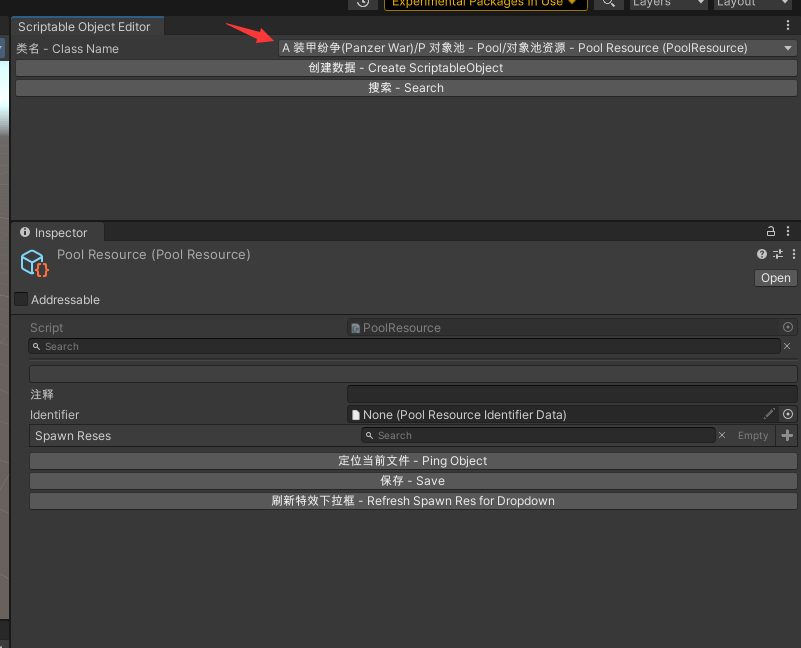 Experimental Packages In Use
Layers
Layout
Scriptable Object Editor
类名 - Class Name
A 装甲纷争(Panzer War)/P 对象池 - Pool/对象池资源 - Pool Resource (PoolResource)
创建数据 - Create ScriptableObject
搜索 - Search
Inspector
Pool Resource (Pool Resource)
Open
Addressable
Script
PoolResource
Search
注释
Identifier
None (Pool Resource Identifier Data)
Spawn Reses
Search
Empty
定位当前文件 - Ping Object
保存 - Save
刷新特效下拉框 - Refresh Spawn Res for Dropdown